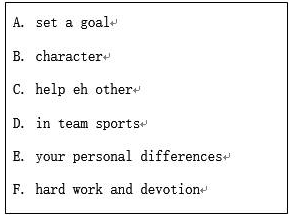 A. set a goal
B. character
C. help eh other
D. in team sports
E. your personal differences
F. hard work and devotion